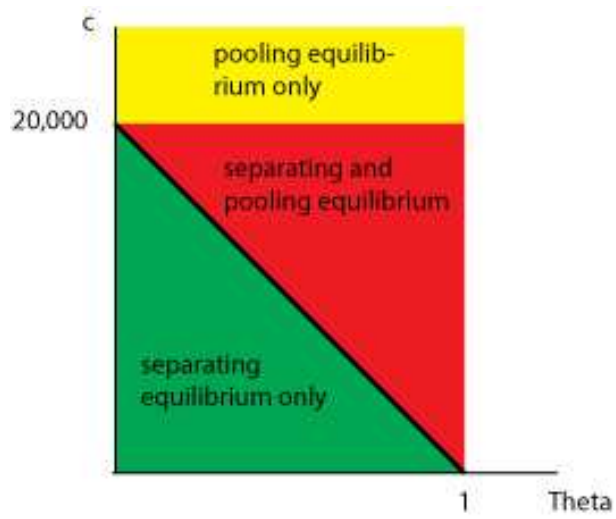 c
pooling equilib-
rium only
20,000
separating and
pooling equilibrium
separating
equilibrium only
1
Theta